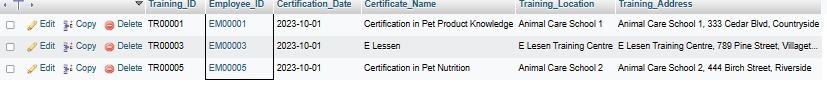 Training_ID Employee_ID Certification_Date Certificate_Name Training_Location Training_Address
Edit Copy Delete TR00001 EM00001 2023-10-01 Certification in Pet Product Knowledge Animal Care School 1 Animal Care School 1, 333 Cedar Blvd, Countryside
Edit Copy Delete TR00003 EM00003 2023-10-01 E Lessen E Lesen Training Centre E Lesen Training Centre, 789 Pine Street, Villaget...
Edit Copy Delete TR00005 EM00005 2023-10-01 Certification in Pet Nutrition Animal Care School 2 Animal Care School 2, 444 Birch Street, Riverside